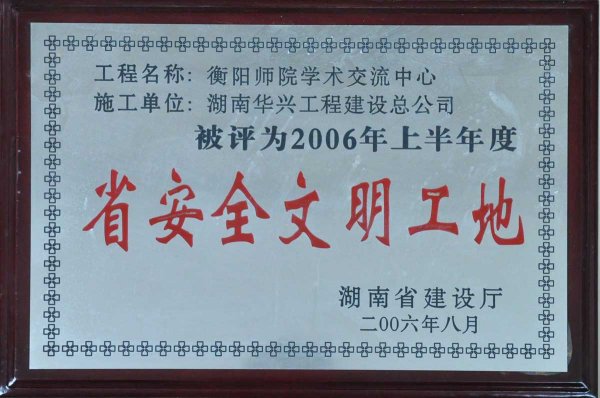 工程名称：衡阳师院学术交流中心
施工单位：湖南华兴工程建设总公司
被评为2006年上半年度
省安全文明工地
湖南省建设厅
二00六年八月